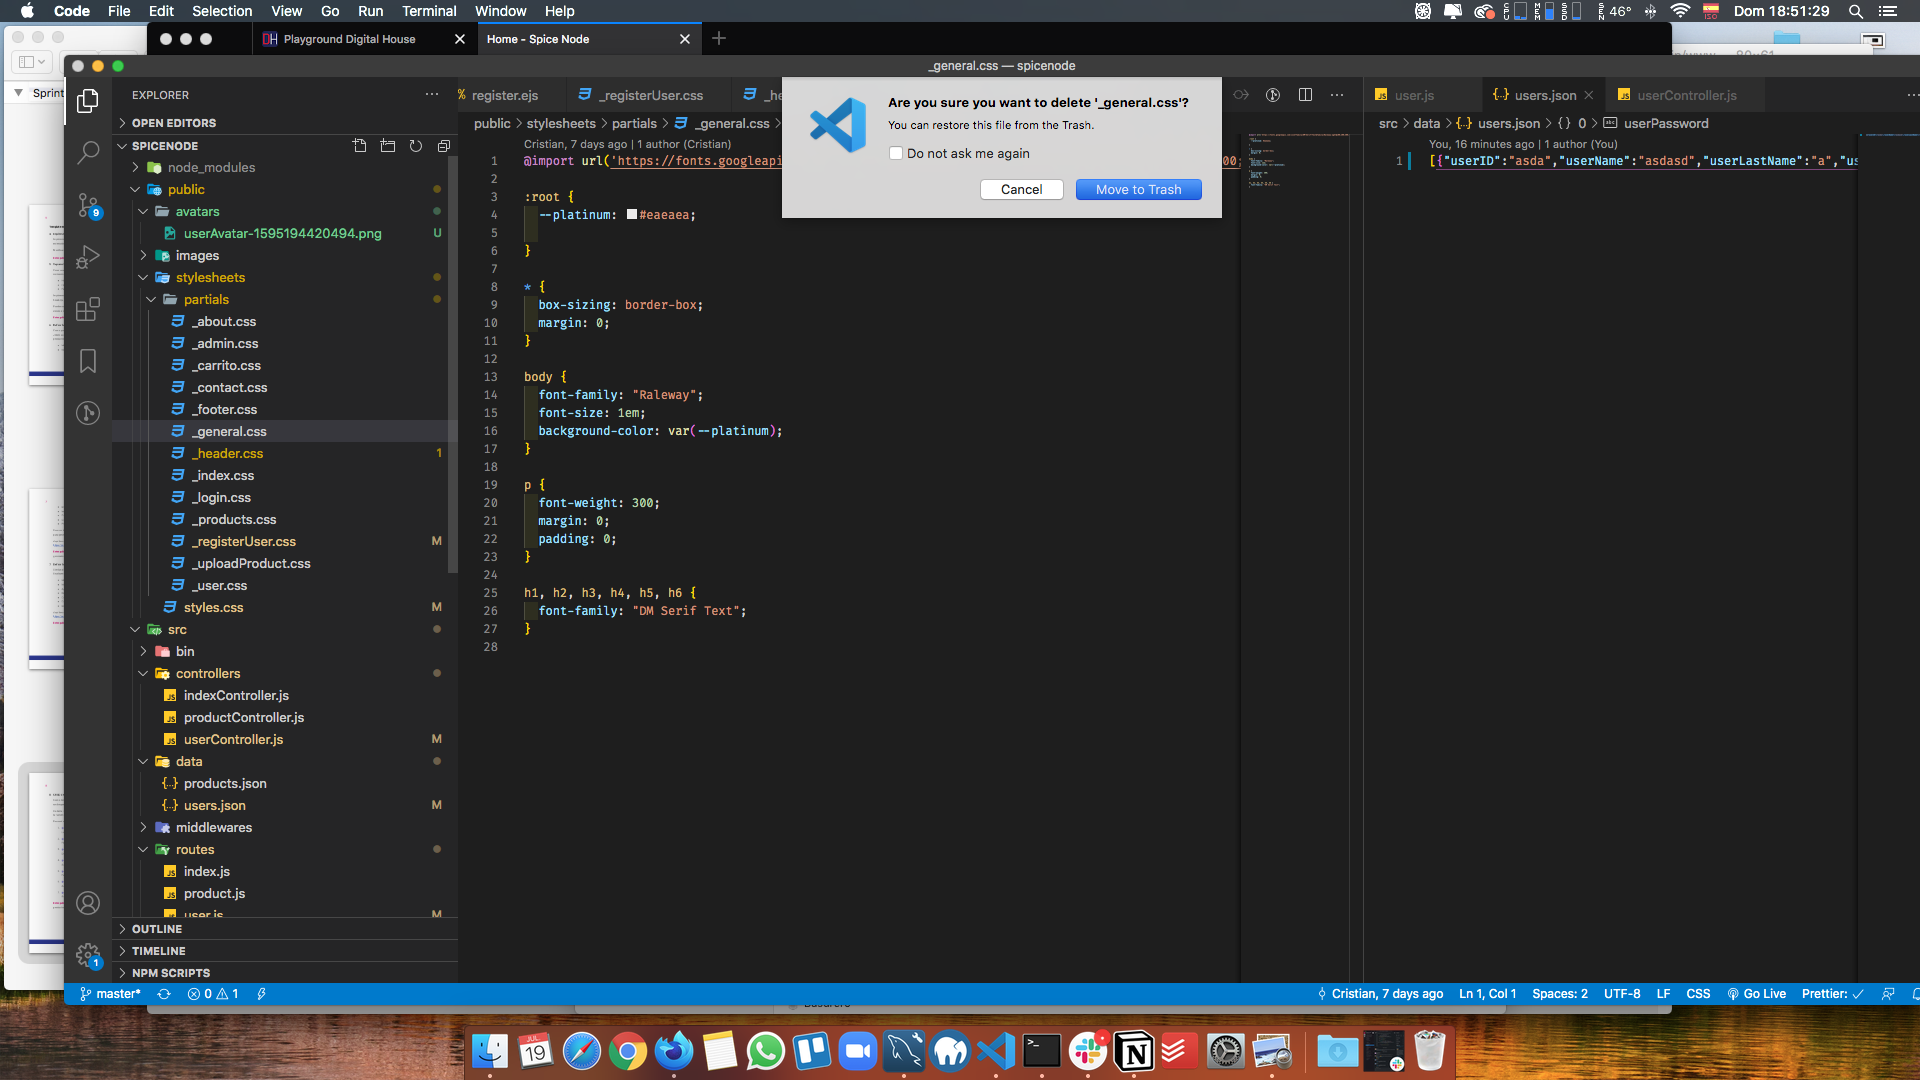 Code File Edit Selection View Go Run Terminal Window Help
46° Dom 18:51:29
Playground Digital House
Home - Spice Node
_general.css — spicenode
Sprint
EXPLORER
OPEN EDITORS
SPICENODE
node_modules
public
avatars
userAvatar-1595194420494.png U
images
stylesheets
partials
_about.css
_admin.css
_carrito.css
_contact.css
_footer.css
_general.css
_header.css 1
_index.css
_login.css
_products.css
_registerUser.css M
_uploadProduct.css
_user.css
styles.css M
src
bin
controllers
indexController.js
productController.js
userController.js M
data
products.json
users.json M
middlewares
routes
index.js
product.js
user.js M
OUTLINE
TIMELINE
NPM SCRIPTS
9
1
register.ejs
_registerUser.css
_he
public > stylesheets > partials > _general.css >
Cristian, 7 days ago | 1 author (Cristian)
1 @import url('https://fonts.googleapi 00;
2
3 :root {
4 --platinum: #eaeaea;
5
6 }
7
8 * {
9 box-sizing: border-box;
10 margin: 0;
11 }
12
13 body {
14 font-family: "Raleway";
15 font-size: 1em;
16 background-color: var(--platinum);
17 }
18
19 p {
20 font-weight: 300;
21 margin: 0;
22 padding: 0;
23 }
24
25 h1, h2, h3, h4, h5, h6 {
26 font-family: "DM Serif Text";
27 }
28
Are you sure you want to delete '_general.css'?
You can restore this file from the Trash.
Do not ask me again
Cancel
Move to Trash
user.js
users.json
userController.js
src > data > {..} users.json > { } 0 > abc userPassword
You, 16 minutes ago | 1 author (You)
1 [{"userID":"asda","userName":"asdasd","userLastName":"a","us
master* 0 1
Cristian, 7 days ago Ln 1, Col 1 Spaces: 2 UTF-8 LF CSS Go Live Prettier: ✓
JUL
19